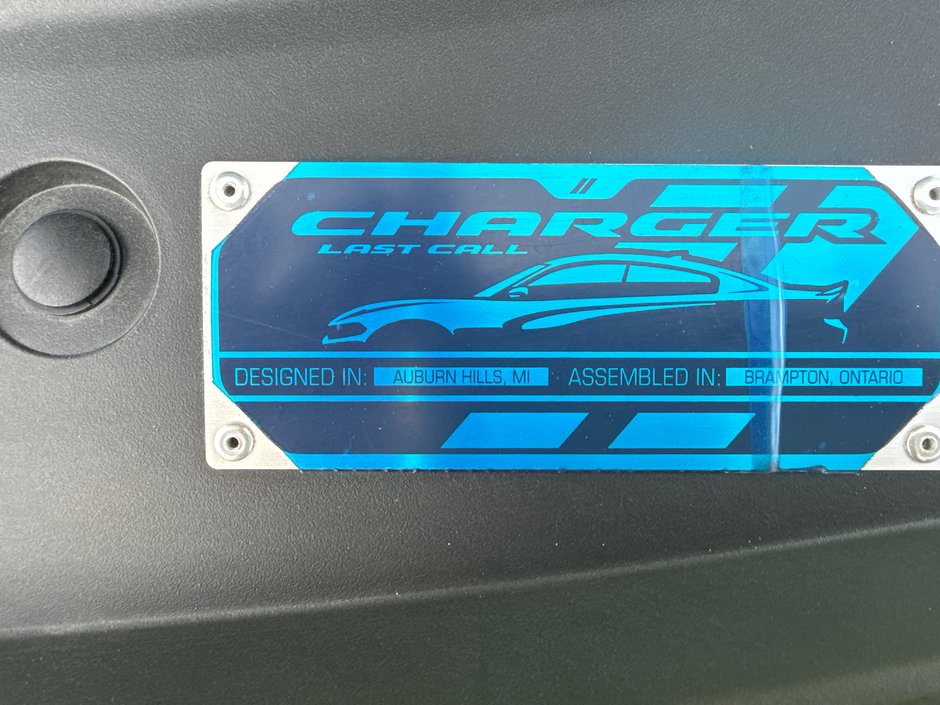 CHARGER
LAST CALL
DESIGNED IN: AUBURN HILLS, MI ASSEMBLED IN: BRAMPTON, ONTARIO